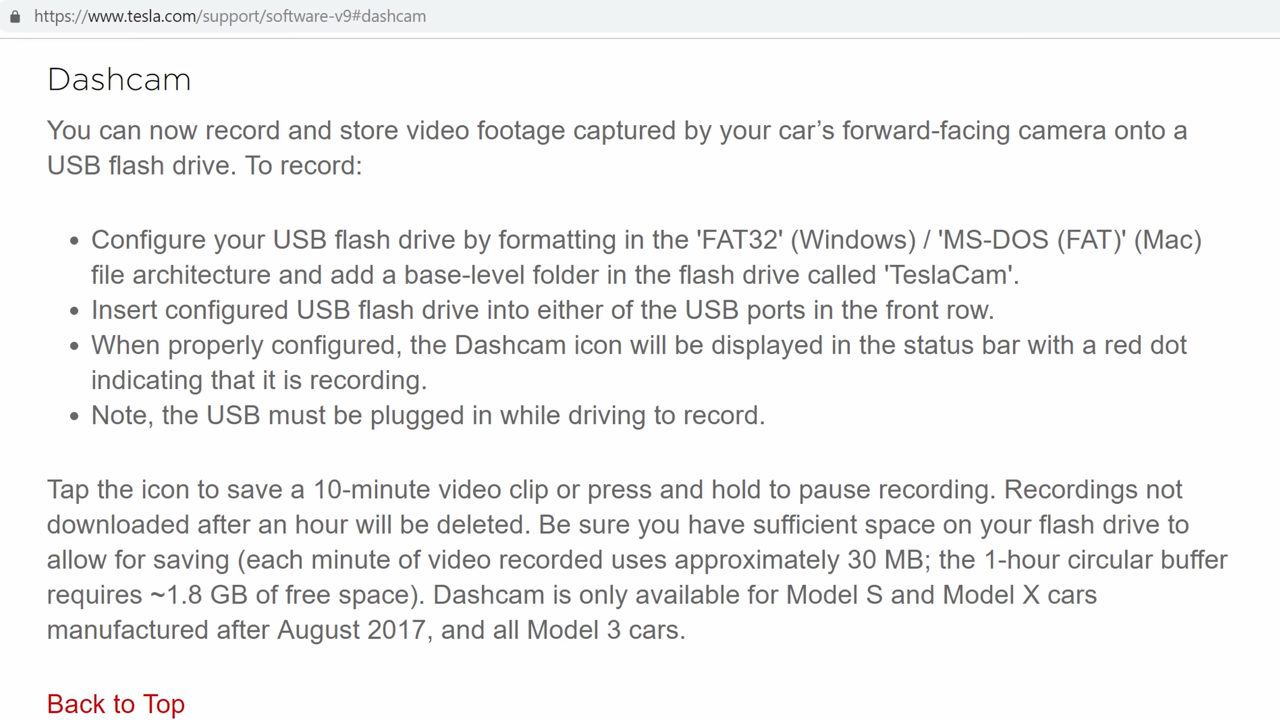 https://www.tesla.com/support/software-v9#dashcam
Dashcam
You can now record and store video footage captured by your car’s forward-facing camera onto a
USB flash drive. To record:
• Configure your USB flash drive by formatting in the 'FAT32' (Windows) / 'MS-DOS (FAT)' (Mac)
file architecture and add a base-level folder in the flash drive called 'TeslaCam'.
• Insert configured USB flash drive into either of the USB ports in the front row.
• When properly configured, the Dashcam icon will be displayed in the status bar with a red dot
indicating that it is recording.
• Note, the USB must be plugged in while driving to record.
Tap the icon to save a 10-minute video clip or press and hold to pause recording. Recordings not
downloaded after an hour will be deleted. Be sure you have sufficient space on your flash drive to
allow for saving (each minute of video recorded uses approximately 30 MB; the 1-hour circular buffer
requires ~1.8 GB of free space). Dashcam is only available for Model S and Model X cars
manufactured after August 2017, and all Model 3 cars.
Back to Top